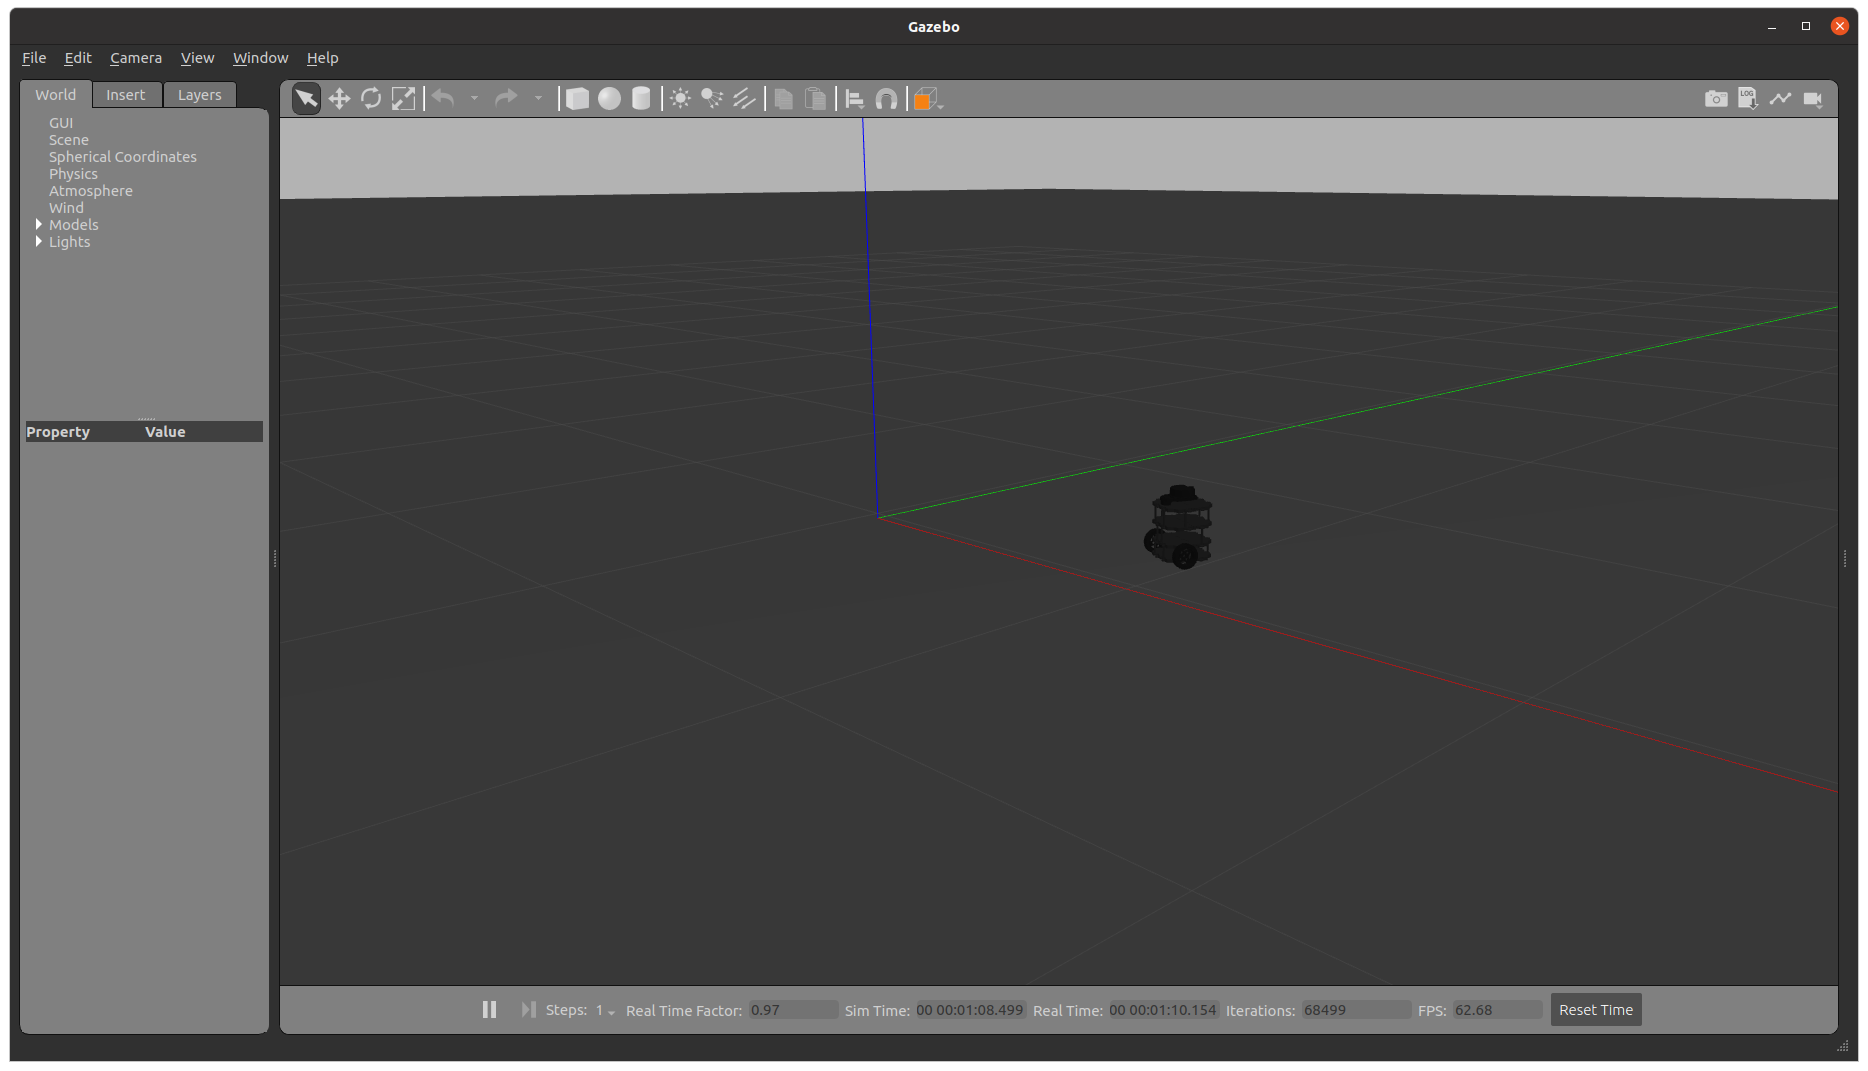 Gazebo
File Edit Camera View Window Help
World Insert Layers
GUI
Scene
Spherical Coordinates
Physics
Atmosphere
Wind
Models
Lights
Property Value
LOG
Steps: 1 Real Time Factor: 0.97 Sim Time: 00 00:01:08.499 Real Time: 00 00:01:10.154 Iterations: 68499 FPS: 62.68 Reset Time